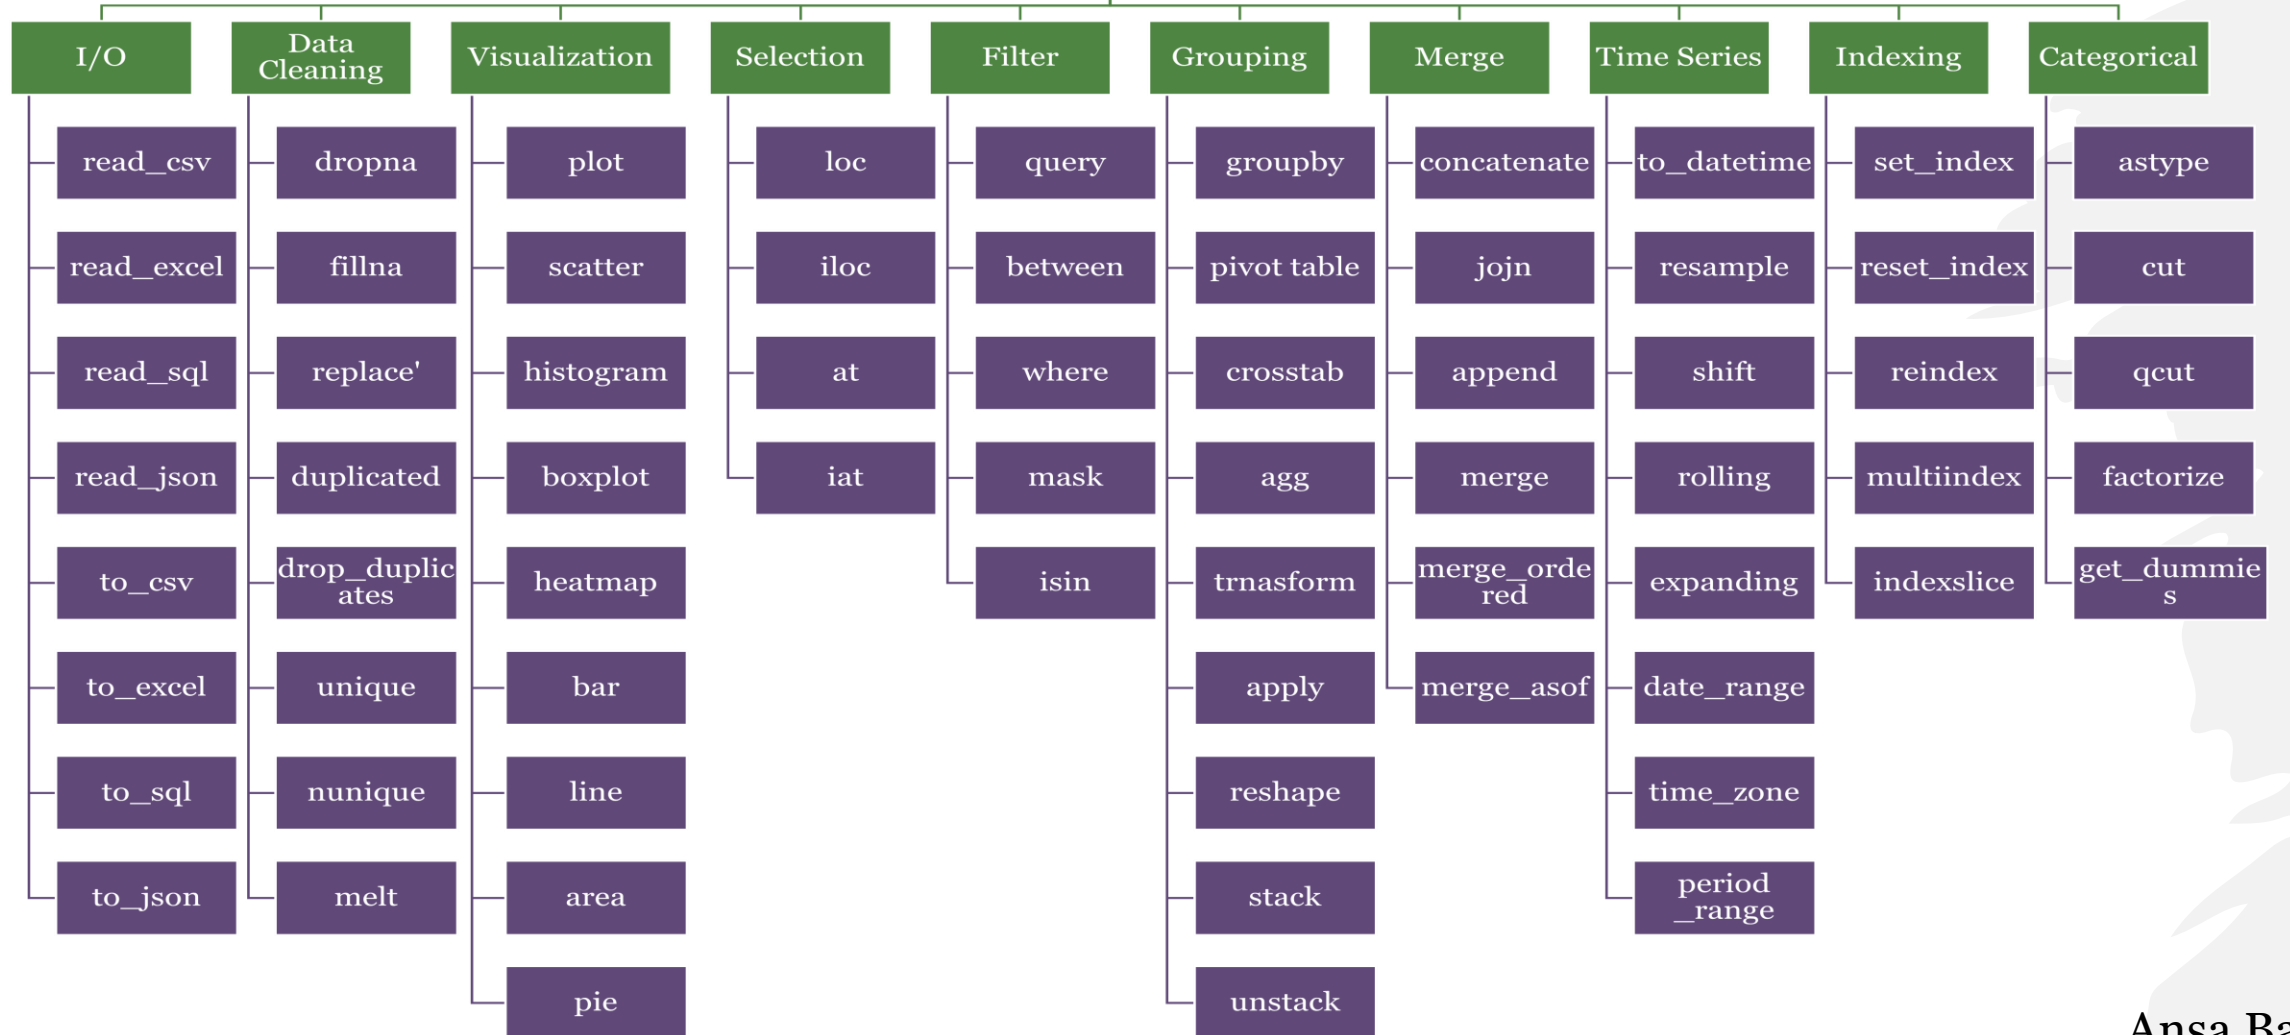 I/O
Data
Cleaning
Visualization
Selection
Filter
Grouping
Merge
Time Series
Indexing
Categorical
read_csv
read_excel
read_sql
read_json
to_csv
to_excel
to_sql
to_json
dropna
fillna
replace'
duplicated
drop_duplic
ates
unique
nunique
melt
plot
scatter
histogram
boxplot
heatmap
bar
line
area
pie
loc
iloc
at
iat
query
between
where
mask
isin
groupby
pivot table
crosstab
agg
trnasform
apply
reshape
stack
unstack
concatenate
jojn
append
merge
merge_orde
red
merge_asof
to_datetime
resample
shift
rolling
expanding
date_range
time_zone
period
_range
set_index
reset_index
reindex
multiindex
indexslice
astype
cut
qcut
factorize
get_dummie
s
Ansa Ba